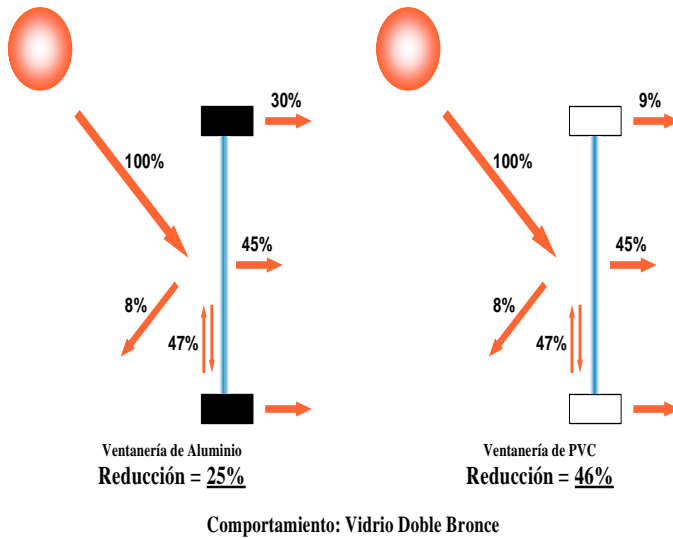 30%
100%
45%
8%
47%
Ventanería de Aluminio
Reducción = 25%
9%
100%
45%
8%
47%
Ventanería de PVC
Reducción = 46%
Comportamiento: Vidrio Doble Bronce